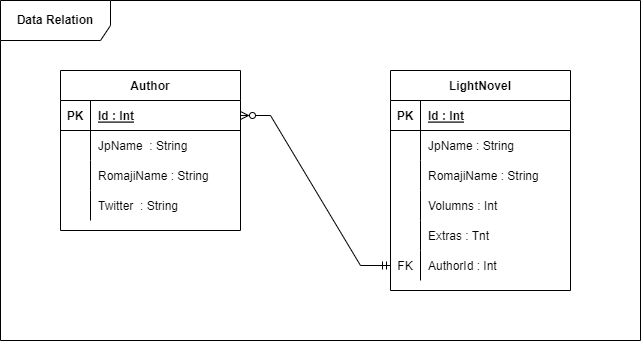 Data Relation
Author
PK Id : Int
JpName : String
RomajiName : String
Twitter : String
LightNovel
PK Id : Int
JpName : String
RomajiName : String
Volumns : Int
Extras : Tnt
FK AuthorId : Int